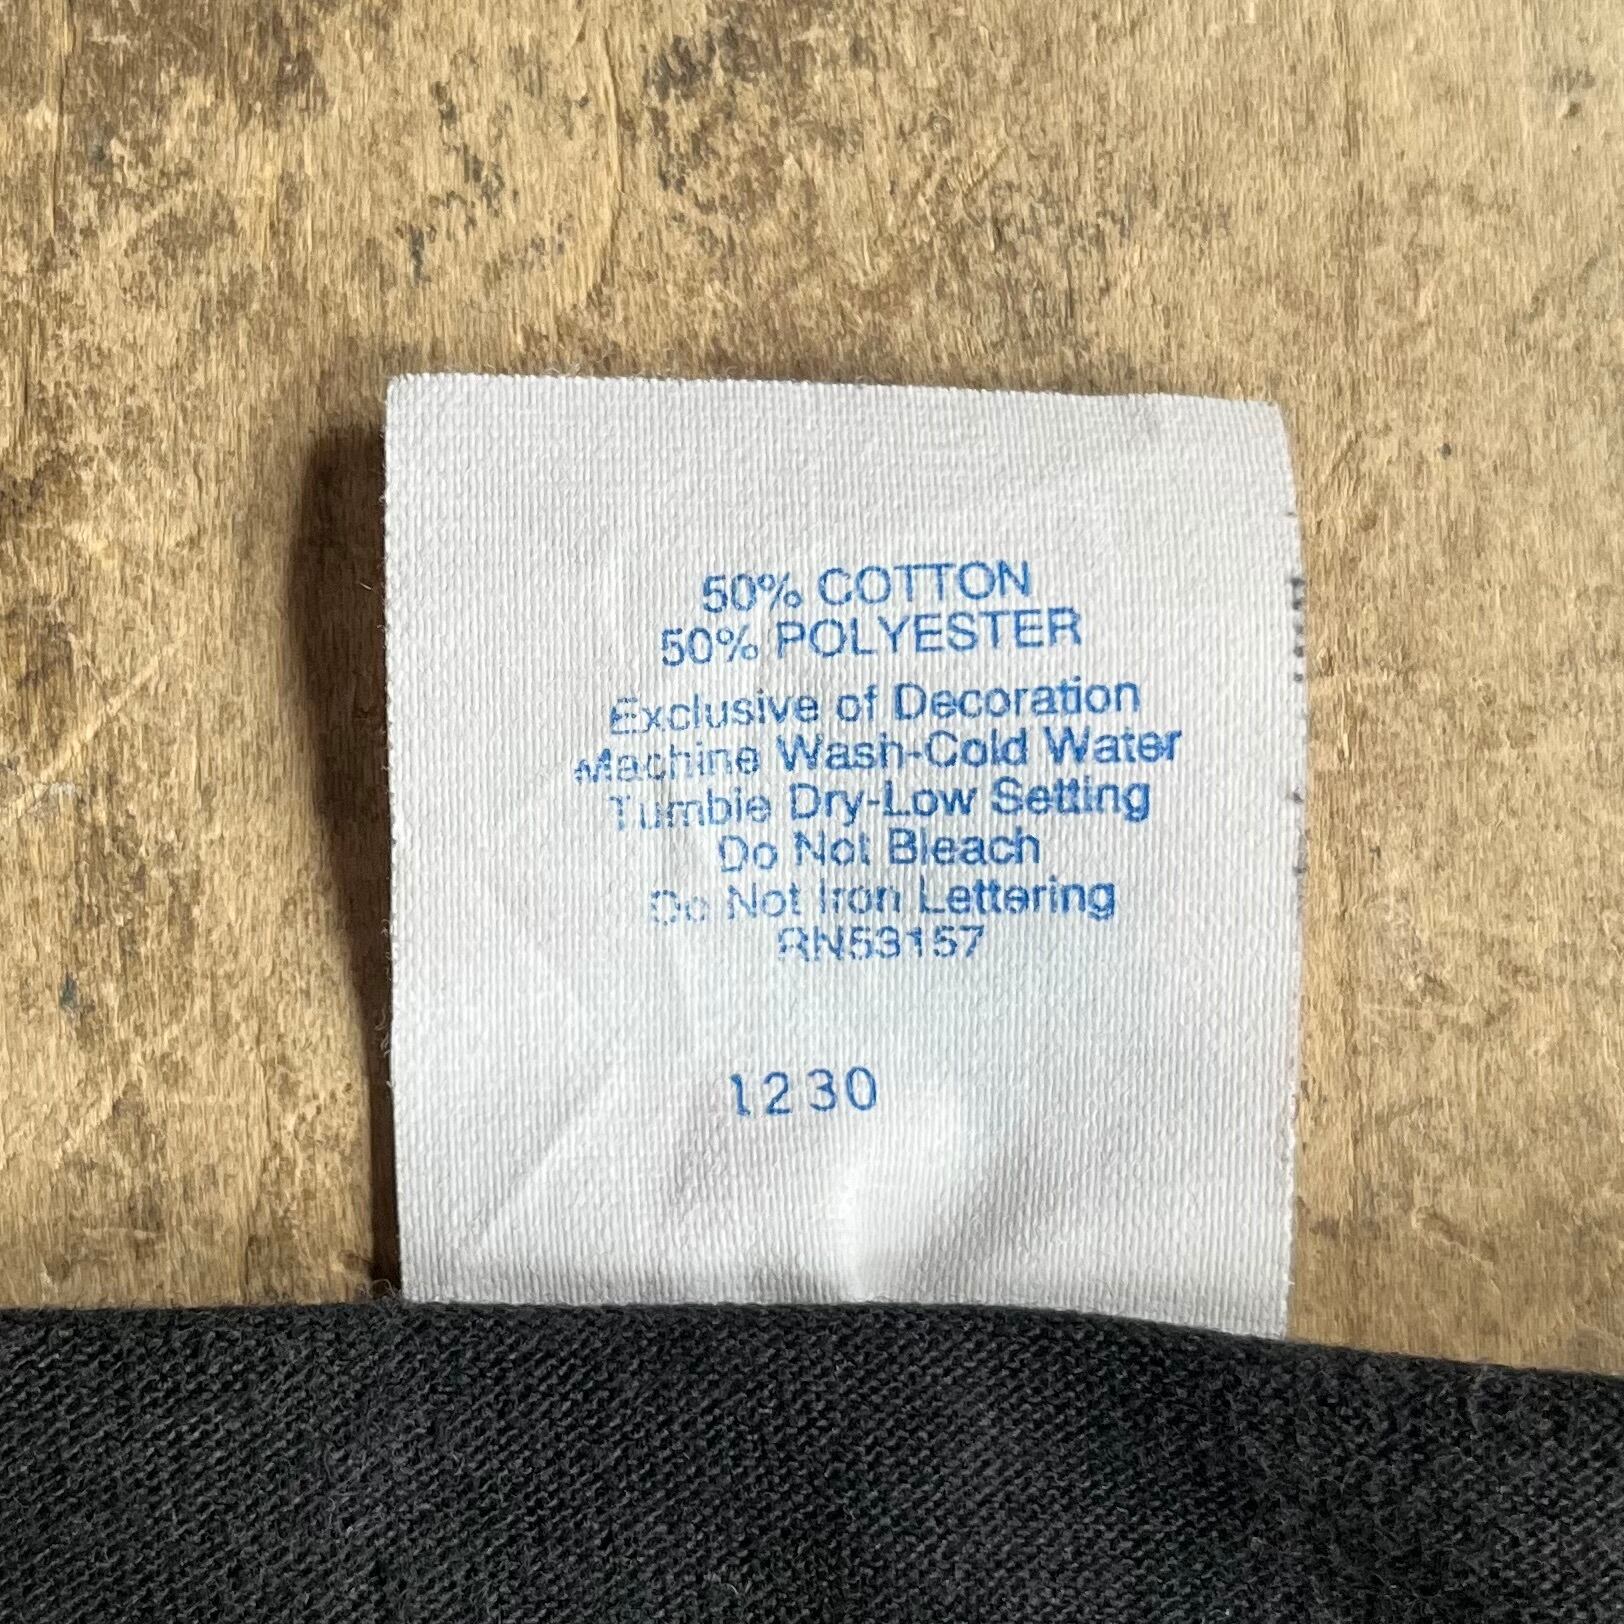 50% COTTON
50% POLYESTER
Exclusive of Decoration
Machine Wash-Cold Water
Tumble Dry-Low Setting
Do Not Bleach
Do Not Iron Lettering
RN53157
1230